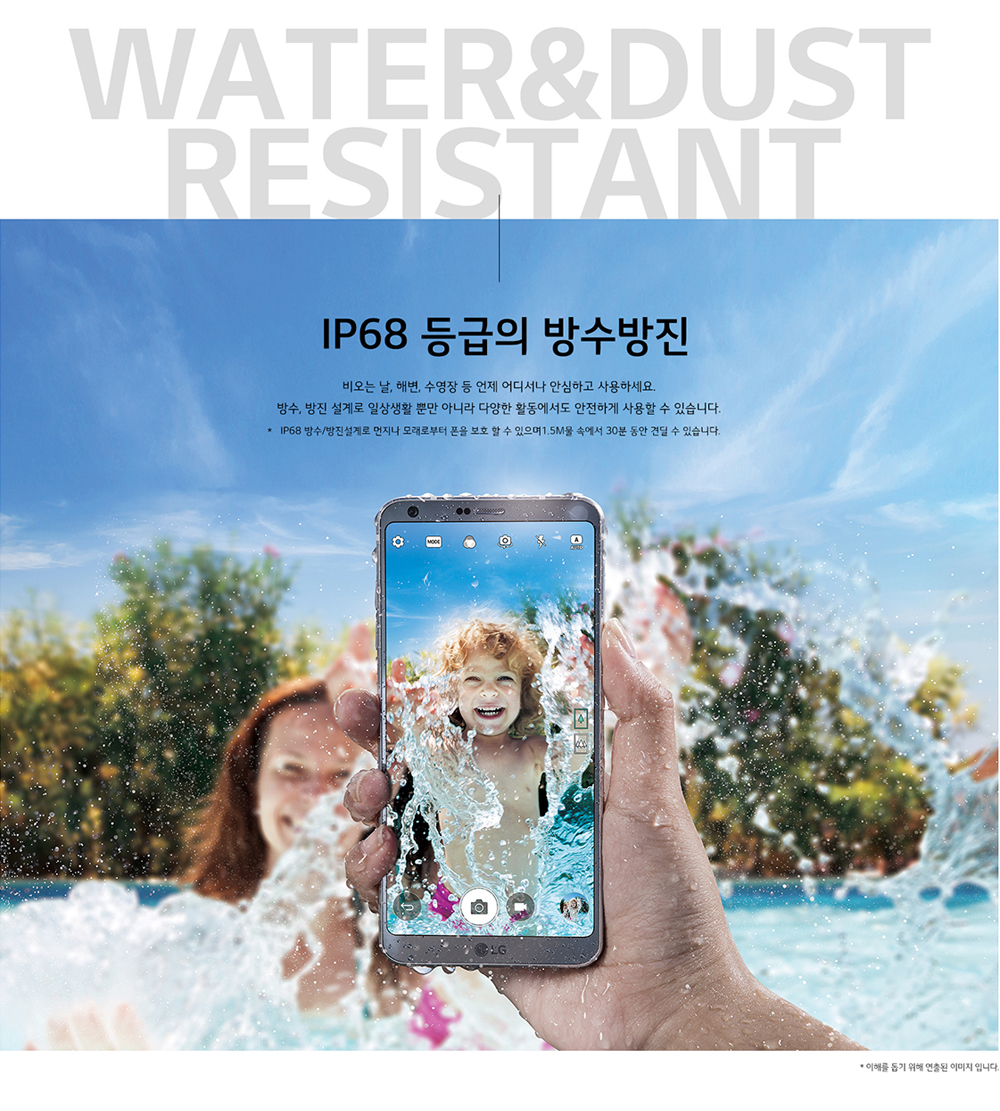 WATER&DUST
RESISTANT
IP68 등급의 방수방진
비오는 날, 해변, 수영장 등 언제 어디서나 안심하고 사용하세요.
방수, 방진 설계로 일상생활 뿐만 아니라 다양한 활동에서도 안전하게 사용할 수 있습니다.
* IP68 방수/방진설계로 먼지나 모래로부터 폰을 보호 할 수 있으며1.5M물 속에서 30분 동안 견딜 수 있습니다.
MODE
A
AUTO
LG
* 이해를 돕기 위해 연출된 이미지 입니다.